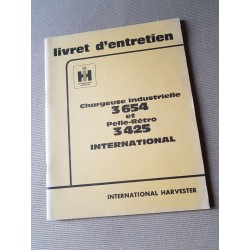 livret d'entretien
Chargeuse industrielle
3654
et
Pelle-Rétro
3425
INTERNATIONAL
INTERNATIONAL HARVESTER